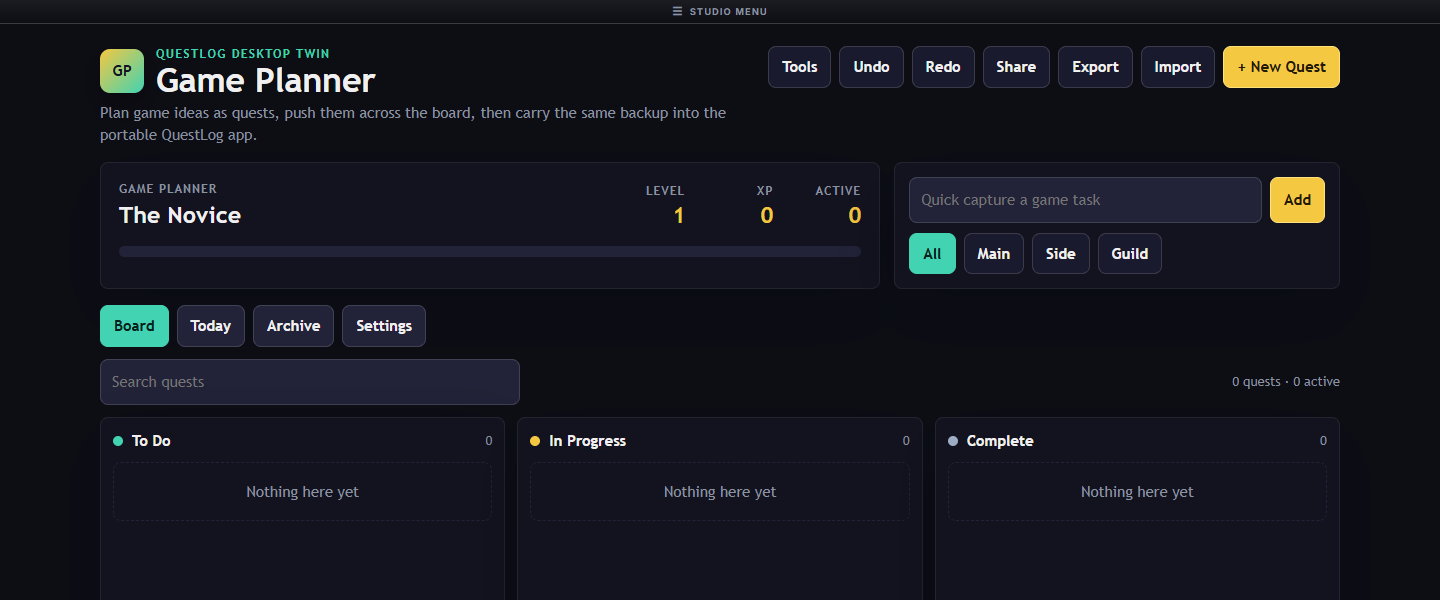 ☰ STUDIO MENU
GP
QUESTLOG DESKTOP TWIN
Game Planner
Plan game ideas as quests, push them across the board, then carry the same backup into the
portable QuestLog app.
Tools
Undo
Redo
Share
Export
Import
+ New Quest
GAME PLANNER
The Novice
LEVEL
1
XP
0
ACTIVE
0
Quick capture a game task
Add
All
Main
Side
Guild
Board
Today
Archive
Settings
Search quests
0 quests · 0 active
To Do
0
Nothing here yet
In Progress
0
Nothing here yet
Complete
0
Nothing here yet